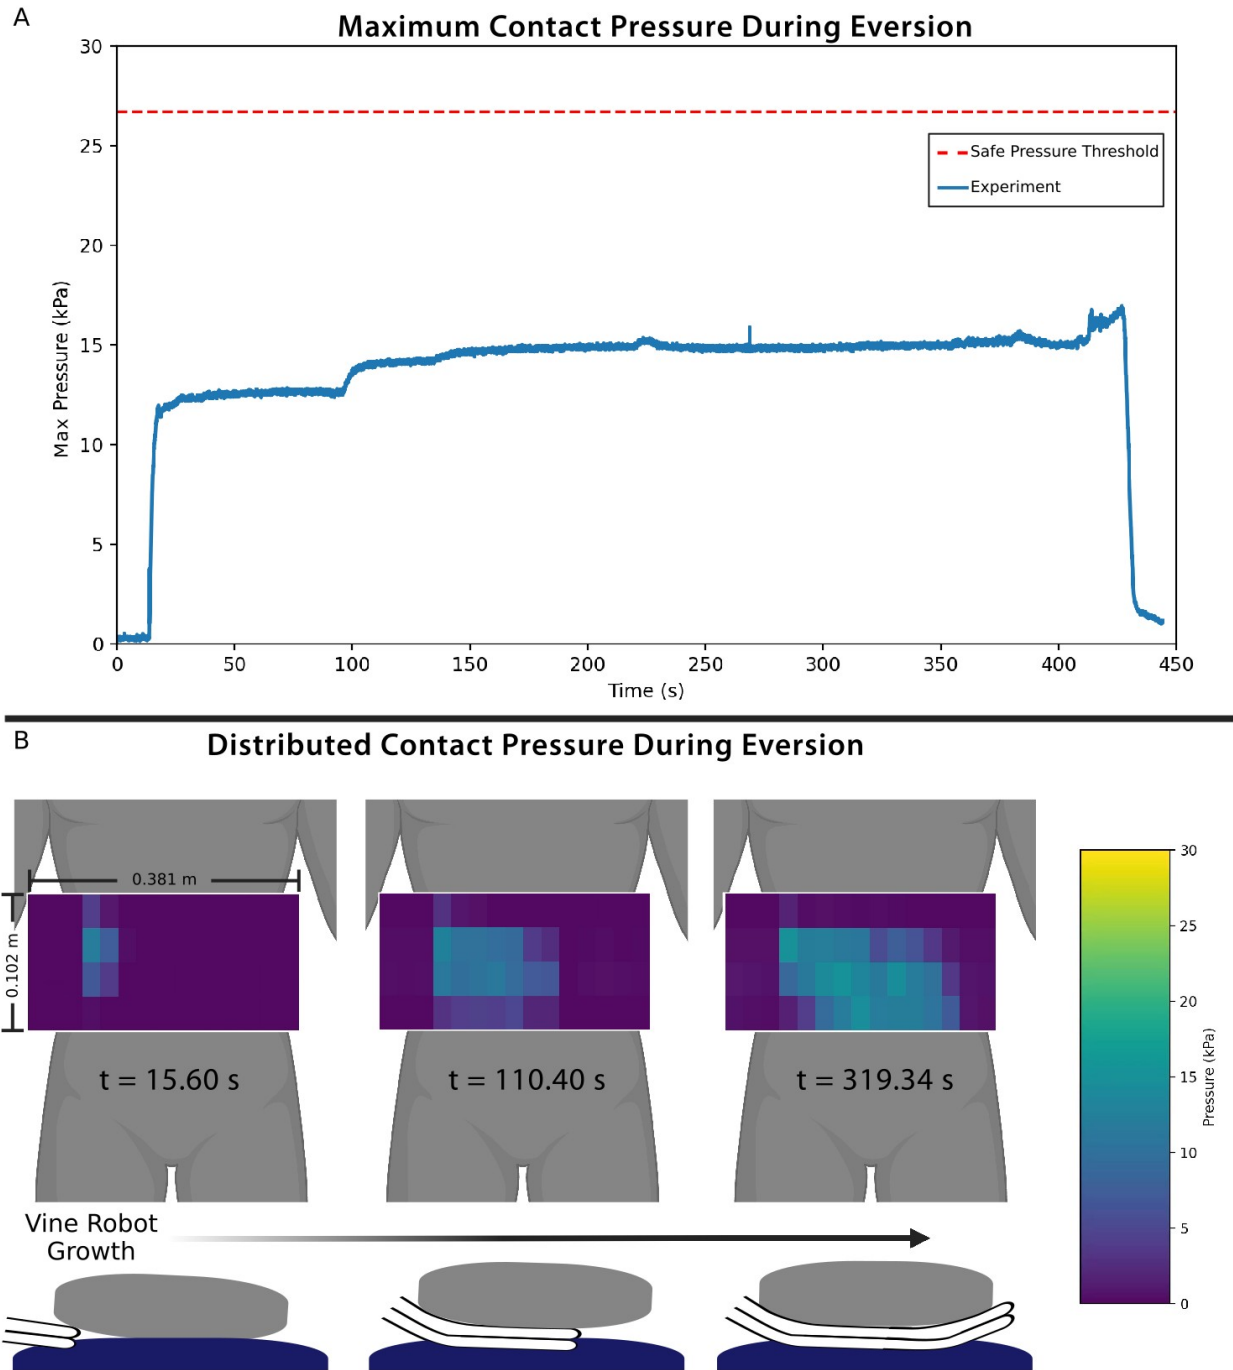 A
Maximum Contact Pressure During Eversion
30
25
20
15
10
5
0
Max Pressure (kPa)
Safe Pressure Threshold
Experiment
0 50 100 150 200 250 300 350 400 450
Time (s)
B
Distributed Contact Pressure During Eversion
0.381 m
0.102 m
t = 15.60 s
t = 110.40 s
t = 319.34 s
30
25
20
15
10
5
0
Pressure (kPa)
Vine Robot
Growth